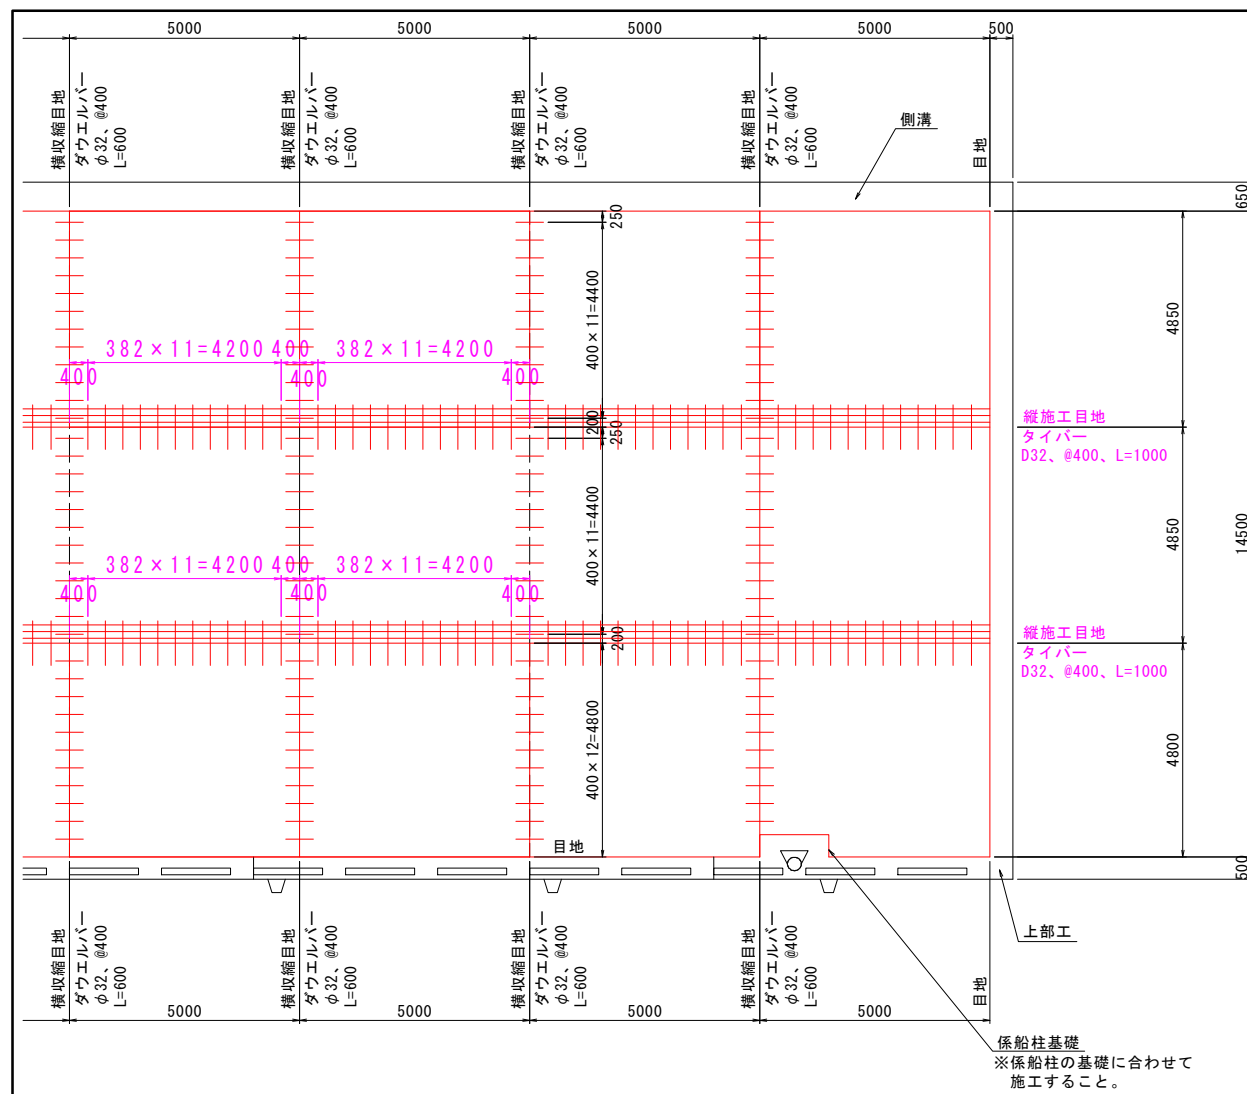 5000
5000
5000
5000
500
横収縮目地
ダウエルバー
φ32、@400
L=600
横収縮目地
ダウエルバー
φ32、@400
L=600
横収縮目地
ダウエルバー
φ32、@400
L=600
横収縮目地
ダウエルバー
φ32、@400
L=600
目地
側溝
650
250
400×11=4400
4850
382×11=4200
400
382×11=4200
400
400
400
200
250
縦施工目地
タイバー
D32、@400、L=1000
400×11=4400
4850
14500
382×11=4200
400
382×11=4200
400
400
400
200
縦施工目地
タイバー
D32、@400、L=1000
400×12=4800
4800
目地
500
上部工
横収縮目地
ダウエルバー
φ32、@400
L=600
横収縮目地
ダウエルバー
φ32、@400
L=600
横収縮目地
ダウエルバー
φ32、@400
L=600
横収縮目地
ダウエルバー
φ32、@400
L=600
目地
5000
5000
5000
5000
係船柱基礎
※係船柱の基礎に合わせて
施工すること。